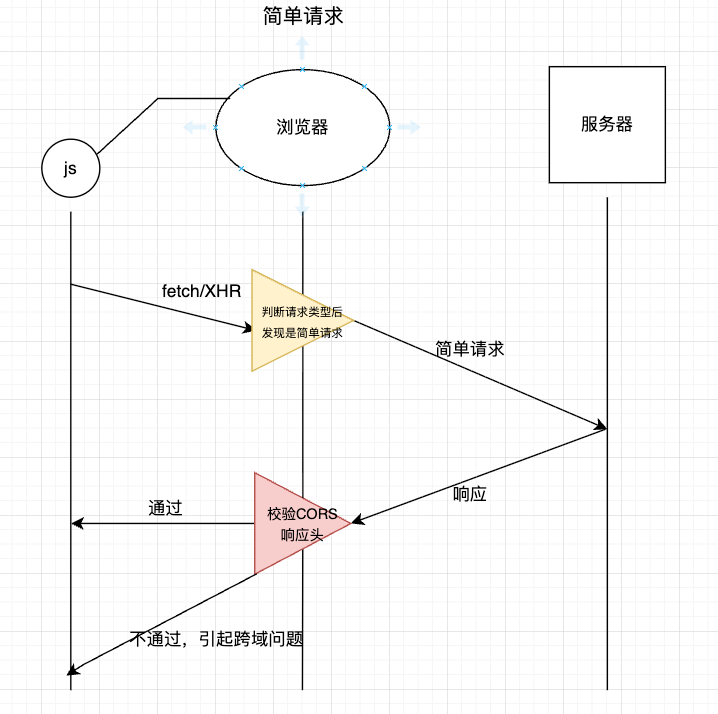 简单请求
浏览器
服务器
js
fetch/XHR
判断请求类型后
发现是简单请求
简单请求
响应
通过
校验CORS
响应头
不通过，引起跨域问题